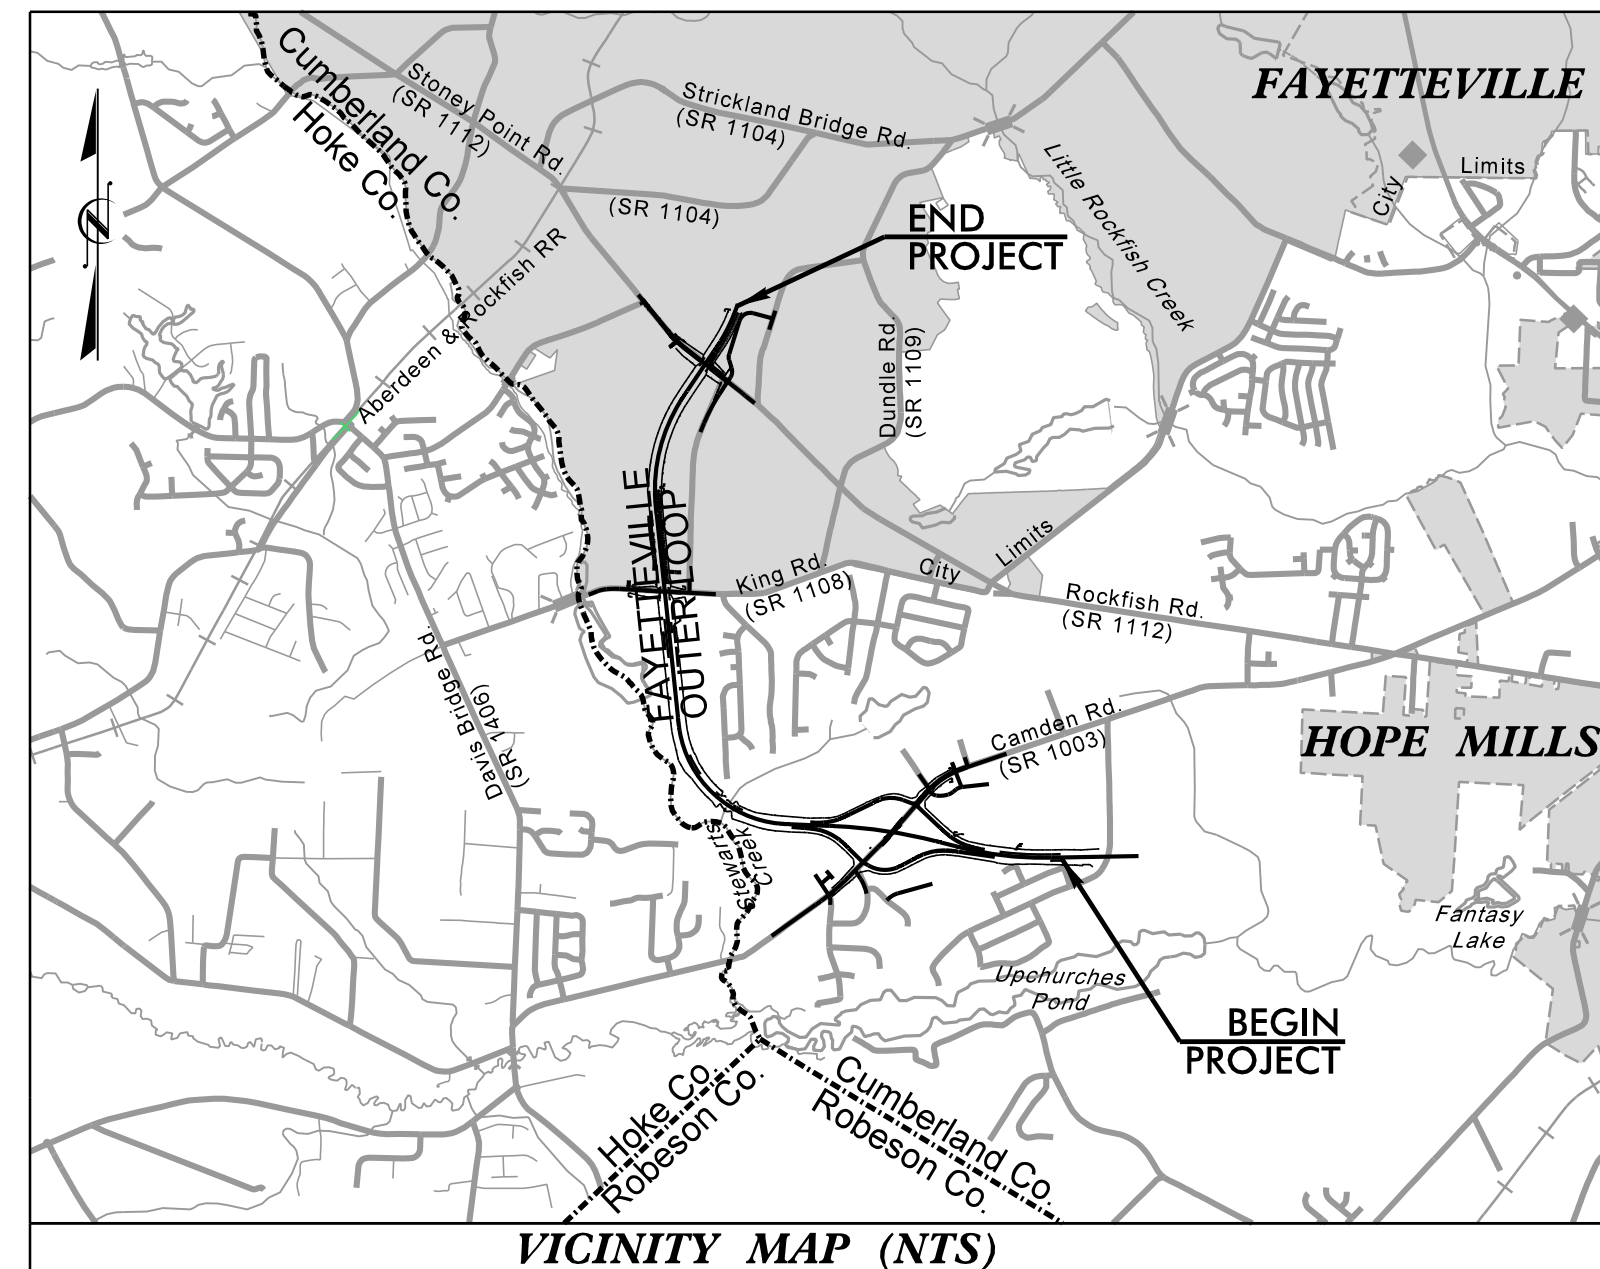 FAYETTEVILLE
Cumberland Co.
Hoke Co.
Stoney Point Rd.
(SR 1112)
Strickland Bridge Rd.
(SR 1104)
(SR 1104)
Little Rockfish Creek
City
Limits
N
END
PROJECT
Aberdeen & Rockfish RR
Dundle Rd.
(SR 1109)
FAYETTEVILLE
OUTER LOOP
King Rd.
(SR 1108)
City
Limits
Rockfish Rd.
(SR 1112)
Davis Bridge Rd.
(SR 1406)
Camden Rd.
(SR 1003)
HOPE MILLS
Stewarts
Creek
Fantasy
Lake
Upchurches
Pond
BEGIN
PROJECT
Hoke Co.
Robeson Co.
Cumberland Co.
Robeson Co.
VICINITY MAP (NTS)